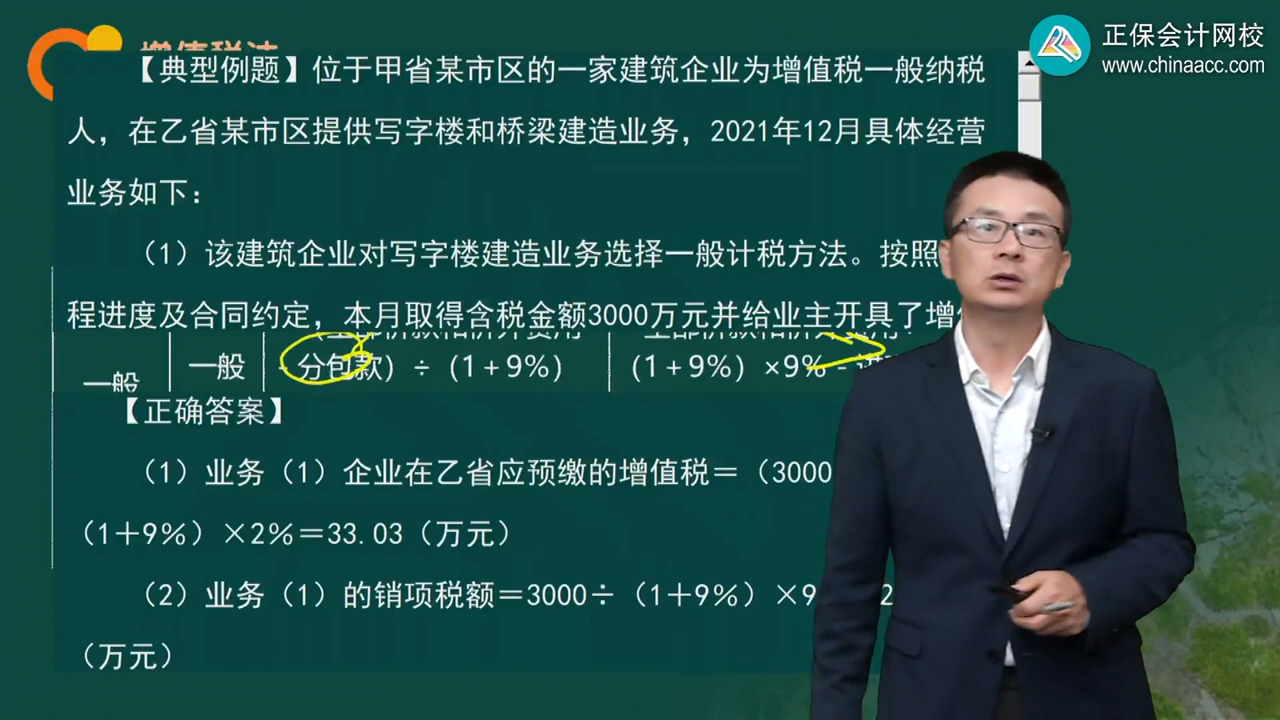 正保会计网校
www.chinaacc.com
增值税法
【典型例题】位于甲省某市区的一家建筑企业为增值税一般纳税
人，在乙省某市区提供写字楼和桥梁建造业务，2021年12月具体经营
业务如下：
（1）该建筑企业对写字楼建造业务选择一般计税方法。按照
程进度及合同约定，本月取得含税金额3000万元并给业主开具了增
一般
一般
-分包款）÷（1+9%）
（1+9%）×9%-进
【正确答案】
（1）业务（1）企业在乙省应预缴的增值税＝（3000
（1＋9%）×2%＝33.03（万元）
（2）业务（1）的销项税额＝3000÷（1＋9%）×9
2
（万元）